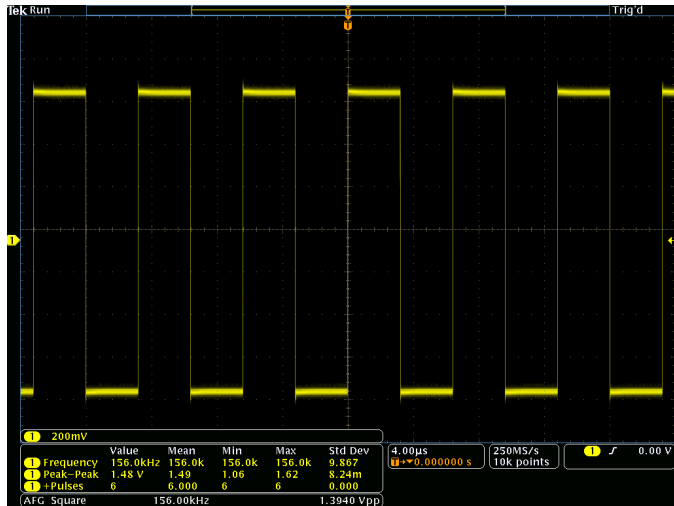 Tek Run Trig'd
T
T
1
1 200mV
Value Mean Min Max Std Dev
1 Frequency 156.0kHz 156.0k 156.0k 156.0k 9.867
1 Peak-Peak 1.48 V 1.49 1.06 1.62 8.24m
1 +Pulses 6 6.000 6 6 0.000
4.00µs
T→▼0.000000 s
250MS/s
10k points
1 0.00 V
AFG Square 156.00kHz 1.3940 Vpp